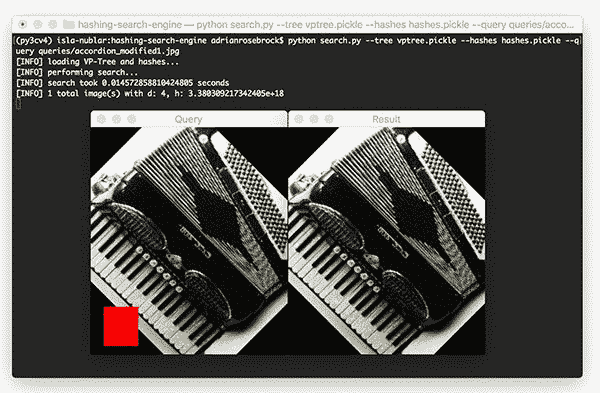 hashing-search-engine — python search.py --tree vptree.pickle --hashes hashes.pickle --query queries/acco...
(py3cv4) isla-nublar:hashing-search-engine adrianrosebrock$ python search.py --tree vptree.pickle --hashes hashes.pickle --q
uery queries/accordion_modified1.jpg
[INFO] loading VP-Tree and hashes...
[INFO] performing search...
[INFO] search took 0.014572858810424805 seconds
[INFO] 1 total image(s) with d: 4, h: 3.380309217342405e+18
Query
Result